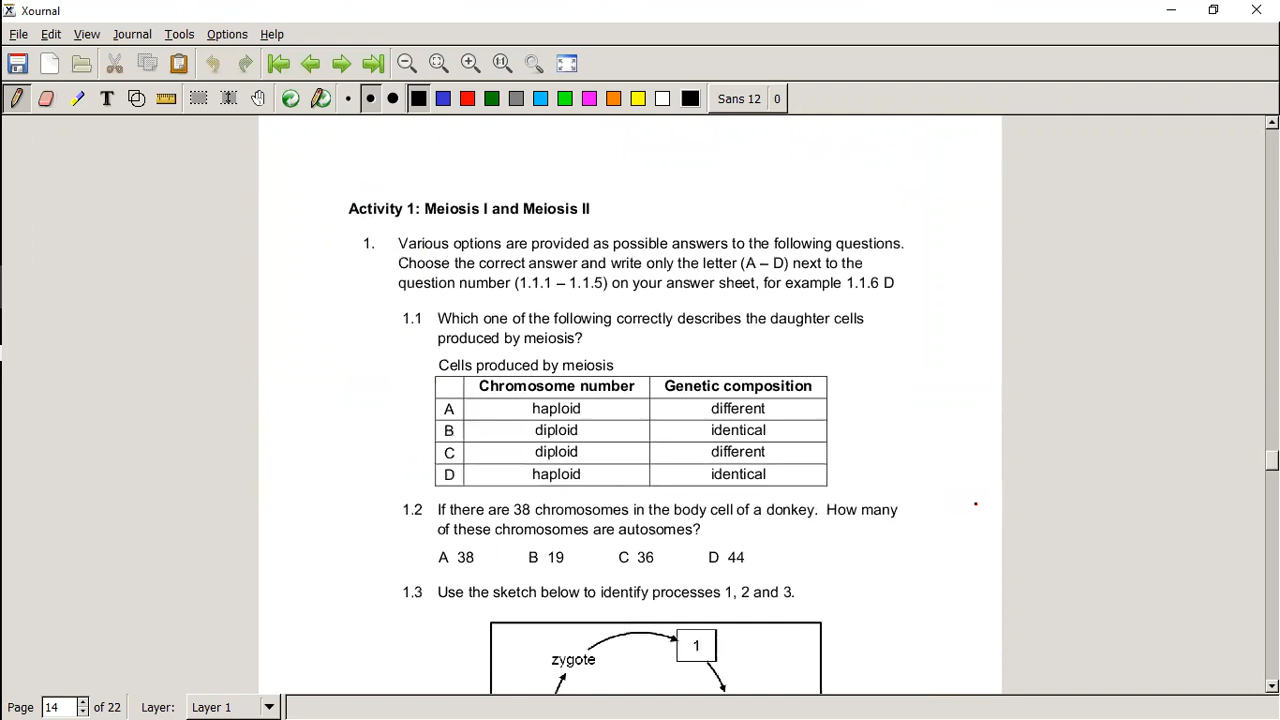 Xournal
File Edit View Journal Tools Options Help
T Sans 12 0
Activity 1: Meiosis I and Meiosis II
1. Various options are provided as possible answers to the following questions.
Choose the correct answer and write only the letter (A – D) next to the
question number (1.1.1 – 1.1.5) on your answer sheet, for example 1.1.6 D
1.1 Which one of the following correctly describes the daughter cells
produced by meiosis?
Cells produced by meiosis
Chromosome number Genetic composition
A haploid different
B diploid identical
C diploid different
D haploid identical
1.2 If there are 38 chromosomes in the body cell of a donkey. How many
of these chromosomes are autosomes?
A 38 B 19 C 36 D 44
1.3 Use the sketch below to identify processes 1, 2 and 3.
1
zygote
Page 14 of 22 Layer: Layer 1